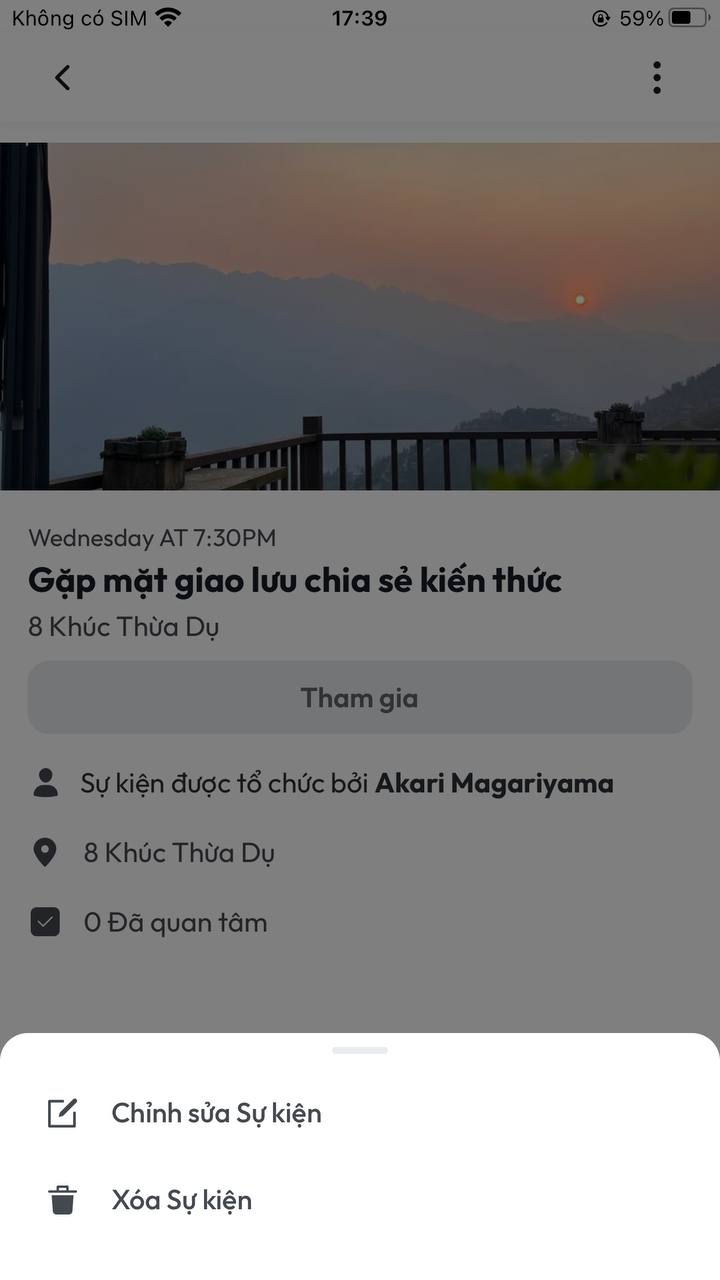 Không có SIM 17:39 59%
Wednesday AT 7:30PM
Gặp mặt giao lưu chia sẻ kiến thức
8 Khúc Thừa Dụ
Tham gia
Sự kiện được tổ chức bởi Akari Magariyama
8 Khúc Thừa Dụ
0 Đã quan tâm
Chỉnh sửa Sự kiện
Xóa Sự kiện